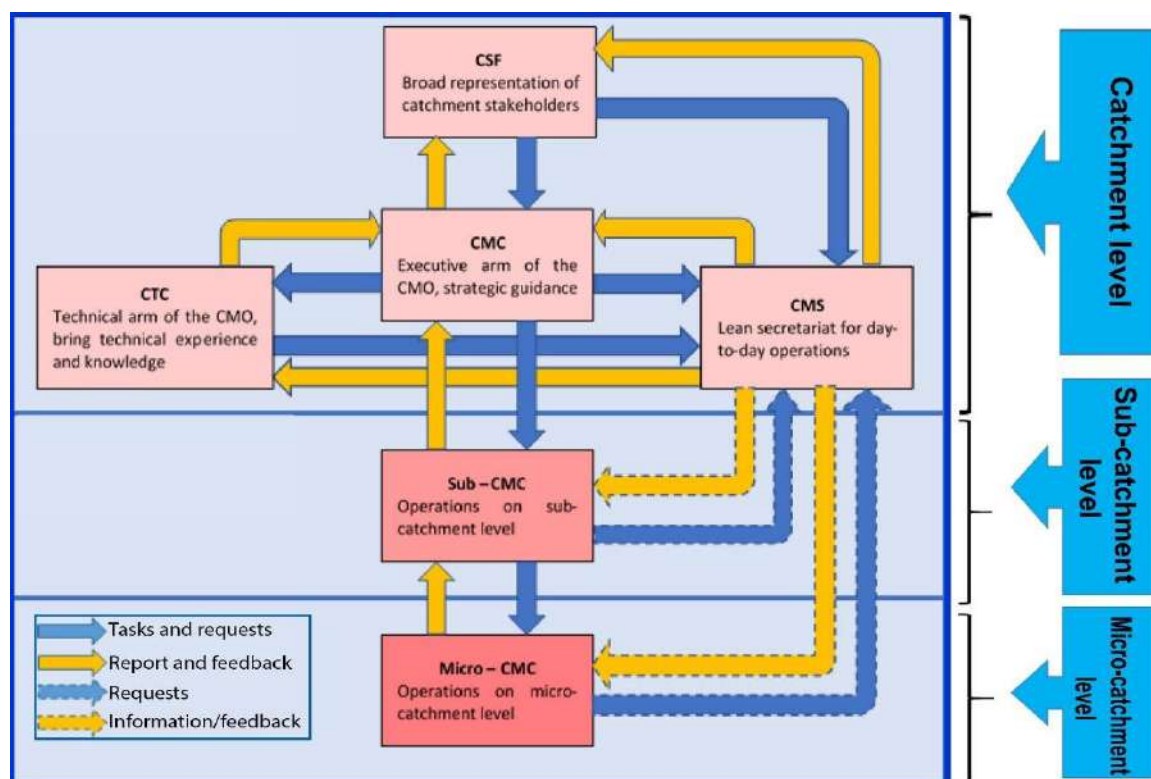 CSF
Broad representation of
catchment stakeholders
CMC
Executive arm of the
CMO, strategic guidance
CTC
Technical arm of the CMO,
bring technical experience
and knowledge
CMS
Lean secretariat for day-
to-day operations
Sub – CMC
Operations on sub-
catchment level
Micro – CMC
Operations on micro-
catchment level
Tasks and requests
Report and feedback
Requests
Information/feedback
Catchment level
Sub-catchment
level
Micro-catchment
level